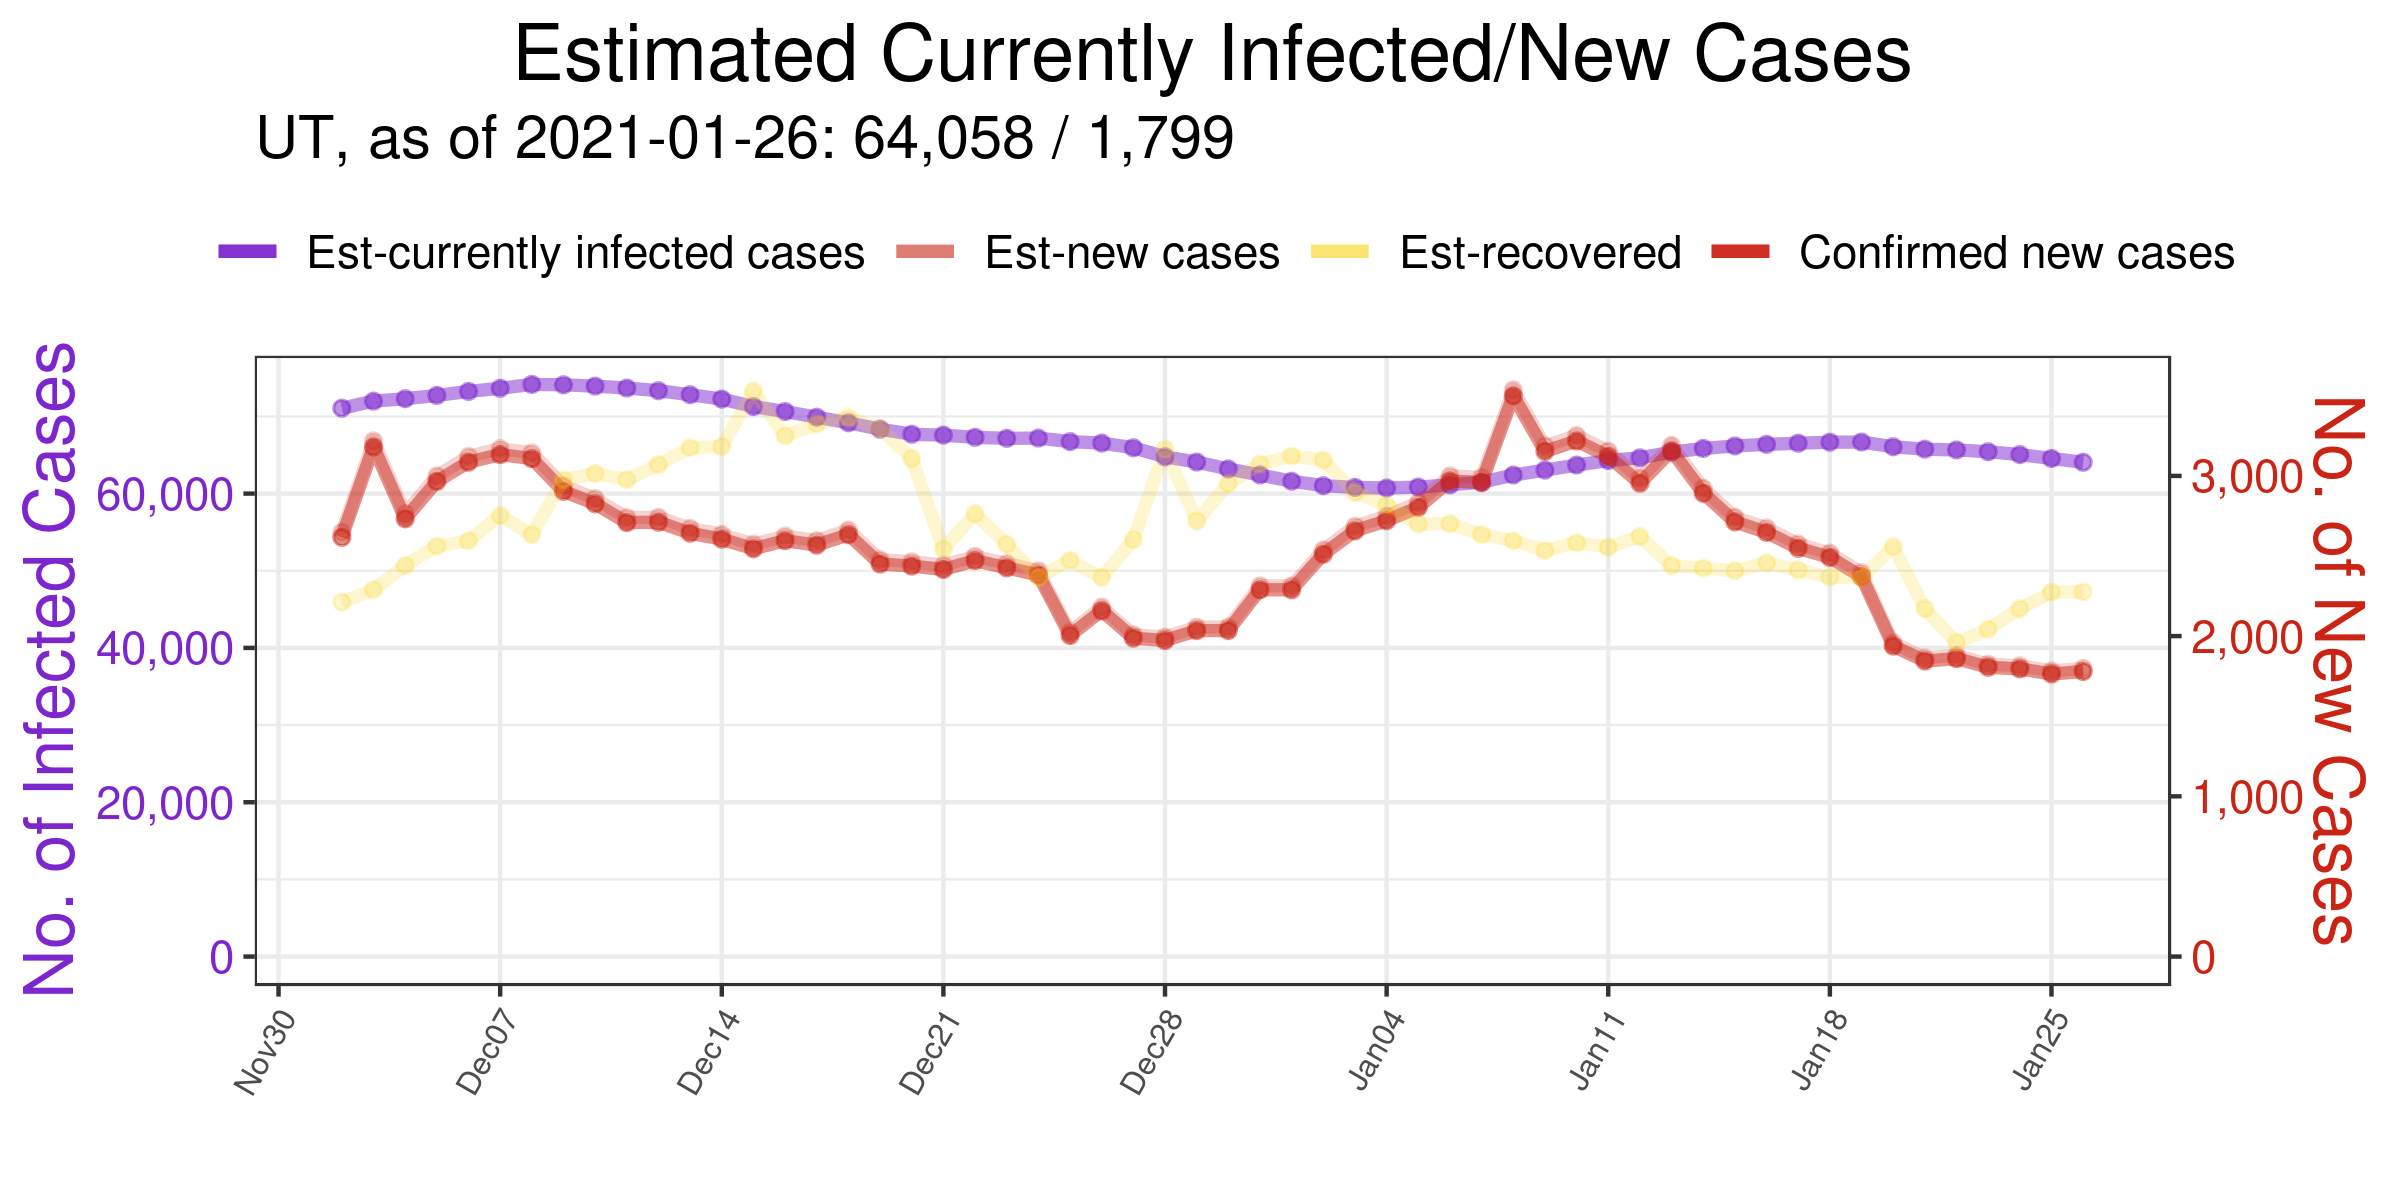 Estimated Currently Infected/New Cases
UT, as of 2021-01-26: 64,058 / 1,799
Est-currently infected cases Est-new cases Est-recovered Confirmed new cases
No. of Infected Cases
60,000
40,000
20,000
0
3,000
2,000
1,000
0
No. of New Cases
Nov30 Dec07 Dec14 Dec21 Dec28 Jan04 Jan11 Jan18 Jan25